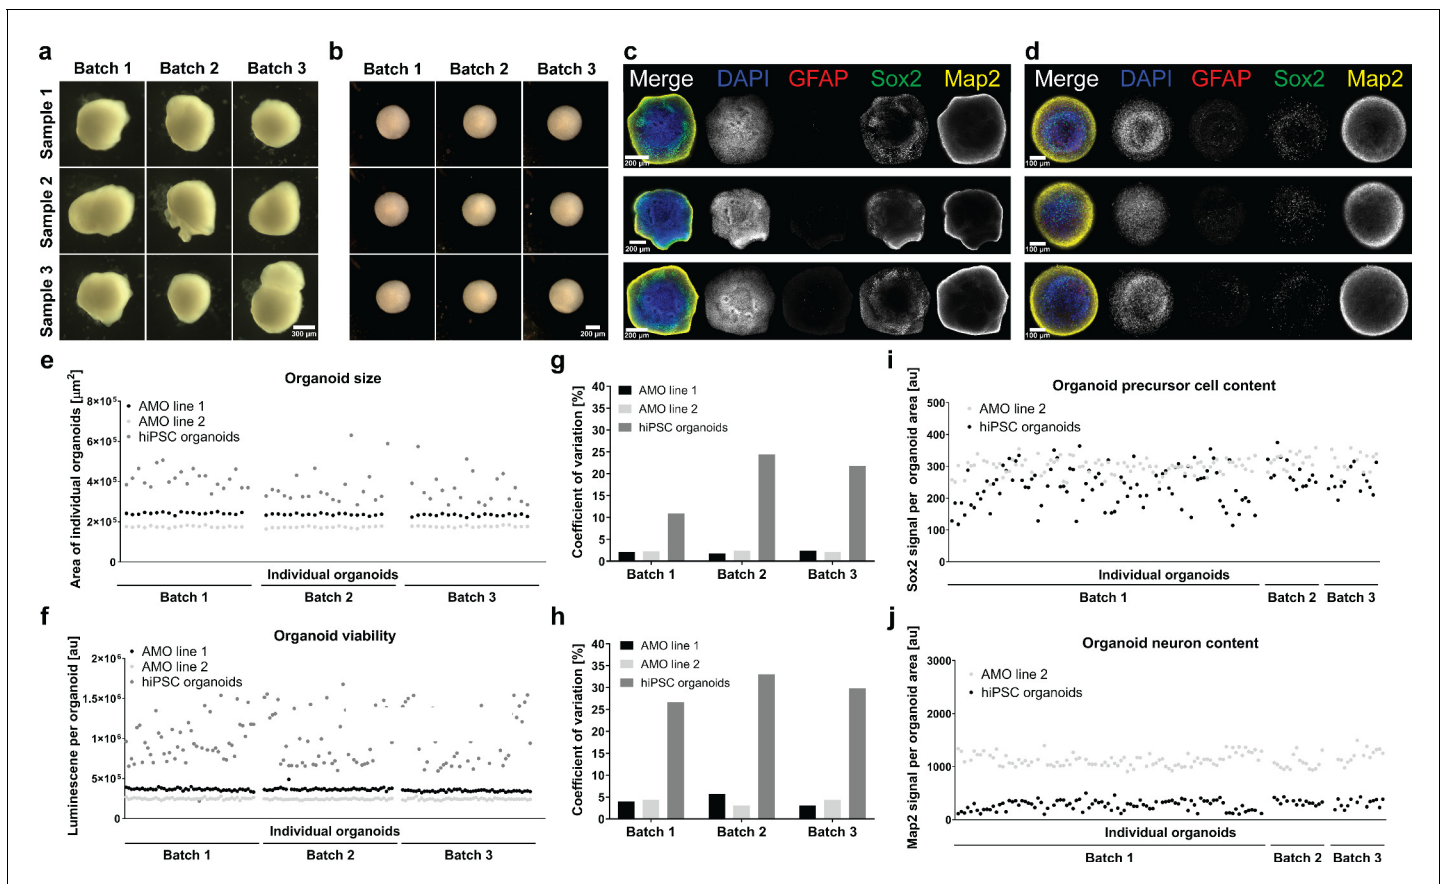 a
Batch 1 Batch 2 Batch 3
Sample 1
Sample 2
Sample 3
300 µm
b
Batch 1 Batch 2 Batch 3
200 µm
c
Merge DAPI GFAP Sox2 Map2
200 µm
200 µm
200 µm
d
Merge DAPI GFAP Sox2 Map2
100 µm
100 µm
100 µm
e
Organoid size
Area of individual organoids [µm²]
8×10⁵
6×10⁵
4×10⁵
2×10⁵
0
AMO line 1
AMO line 2
hiPSC organoids
Individual organoids
Batch 1 Batch 2 Batch 3
g
Coefficient of variation [%]
40
35
30
25
20
15
10
5
0
AMO line 1
AMO line 2
hiPSC organoids
Batch 1 Batch 2 Batch 3
i
Organoid precursor cell content
Sox2 signal per organoid area [au]
500
400
300
200
100
0
AMO line 2
hiPSC organoids
Individual organoids
Batch 1 Batch 2 Batch 3
f
Organoid viability
Luminescene per organoid [au]
2×10⁶
1.5×10⁶
1×10⁶
5×10⁵
0
AMO line 1
AMO line 2
hiPSC organoids
Individual organoids
Batch 1 Batch 2 Batch 3
h
Coefficient of variation [%]
40
35
30
25
20
15
10
5
0
AMO line 1
AMO line 2
hiPSC organoids
Batch 1 Batch 2 Batch 3
j
Organoid neuron content
Map2 signal per organoid area [au]
3000
2000
1000
0
AMO line 2
hiPSC organoids
Individual organoids
Batch 1 Batch 2 Batch 3